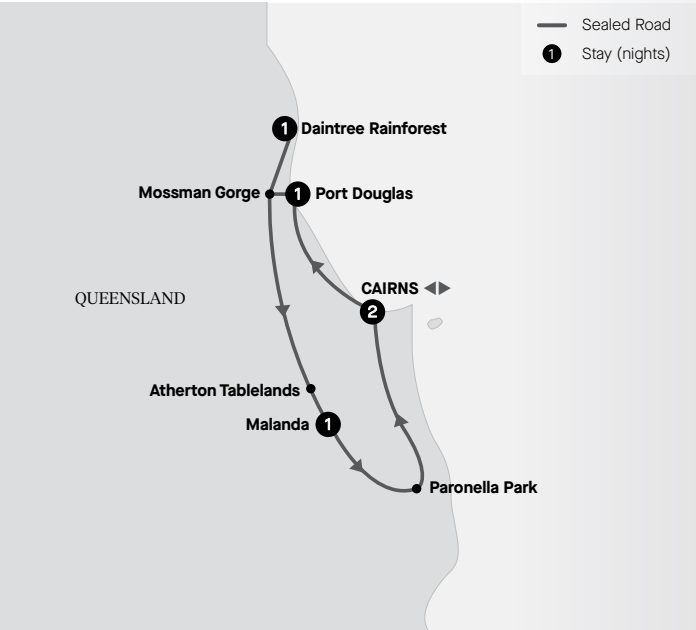 Sealed Road
1 Stay (nights)
1 Daintree Rainforest
Mossman Gorge 1 Port Douglas
CAIRNS
QUEENSLAND
2
Atherton Tablelands
Malanda 1
Paronella Park